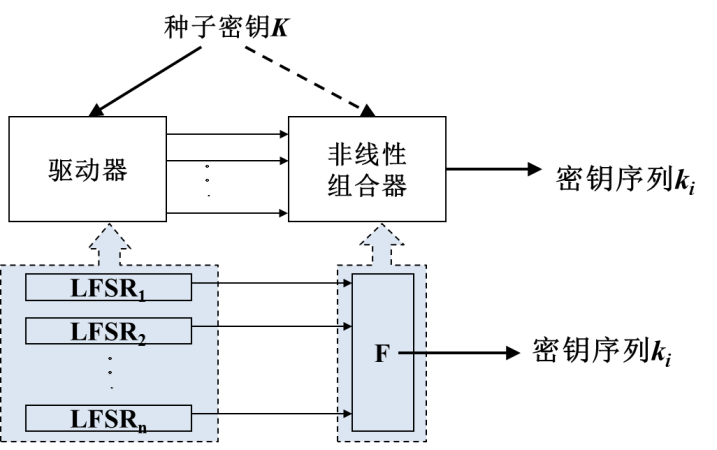 种子密钥K
驱动器
非线性
组合器
密钥序列kᵢ
LFSR₁
LFSR₂
F
密钥序列kᵢ
LFSRₙ